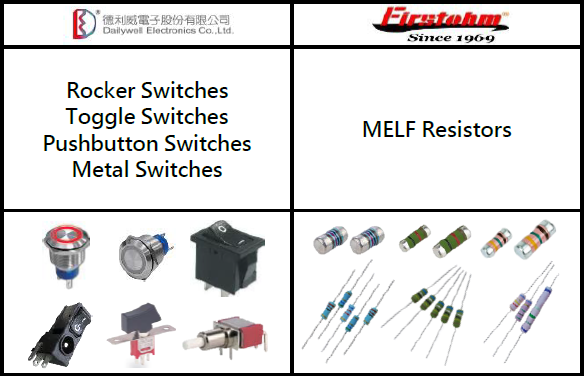 德利威電子股份有限公司
Dailywell Electronics Co.,Ltd.
Firstohm
Since 1969
Rocker Switches
Toggle Switches
Pushbutton Switches
Metal Switches
MELF Resistors